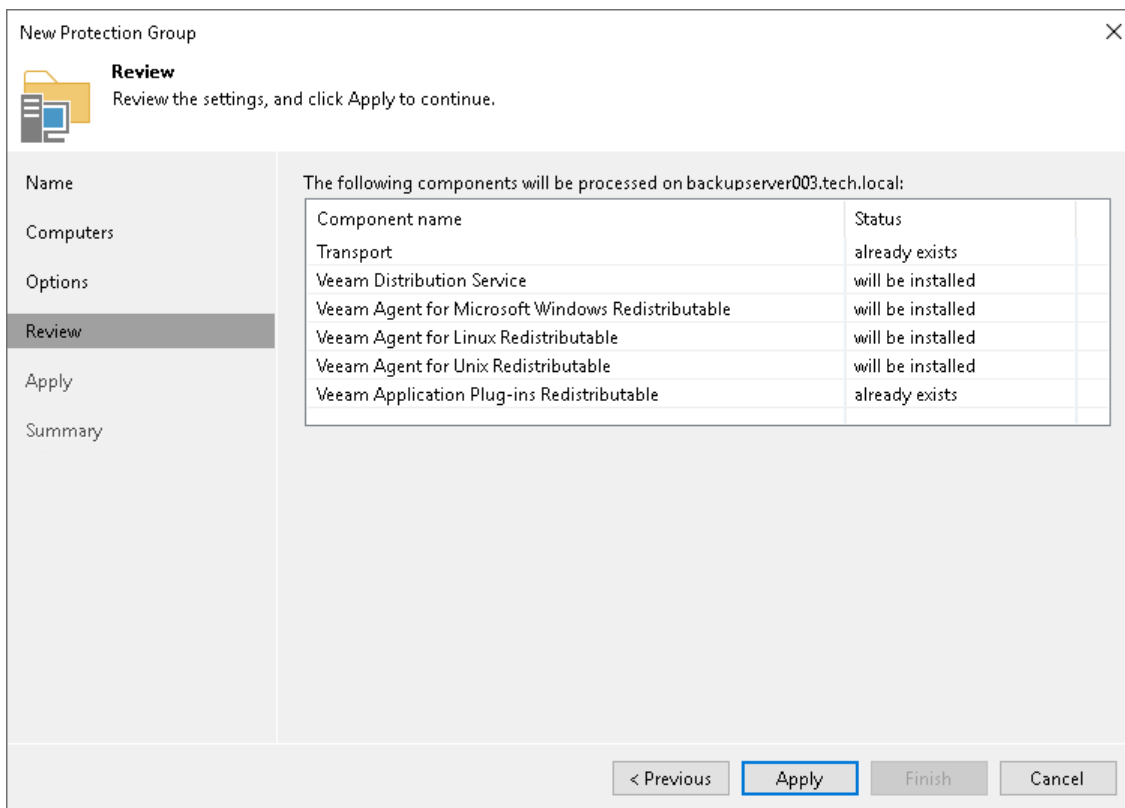 New Protection Group
Review
Review the settings, and click Apply to continue.
Name
Computers
Options
Review
Apply
Summary
The following components will be processed on backupserver003.tech.local:
Component name Status
Transport already exists
Veeam Distribution Service will be installed
Veeam Agent for Microsoft Windows Redistributable will be installed
Veeam Agent for Linux Redistributable will be installed
Veeam Agent for Unix Redistributable will be installed
Veeam Application Plug-ins Redistributable already exists
< Previous Apply Finish Cancel